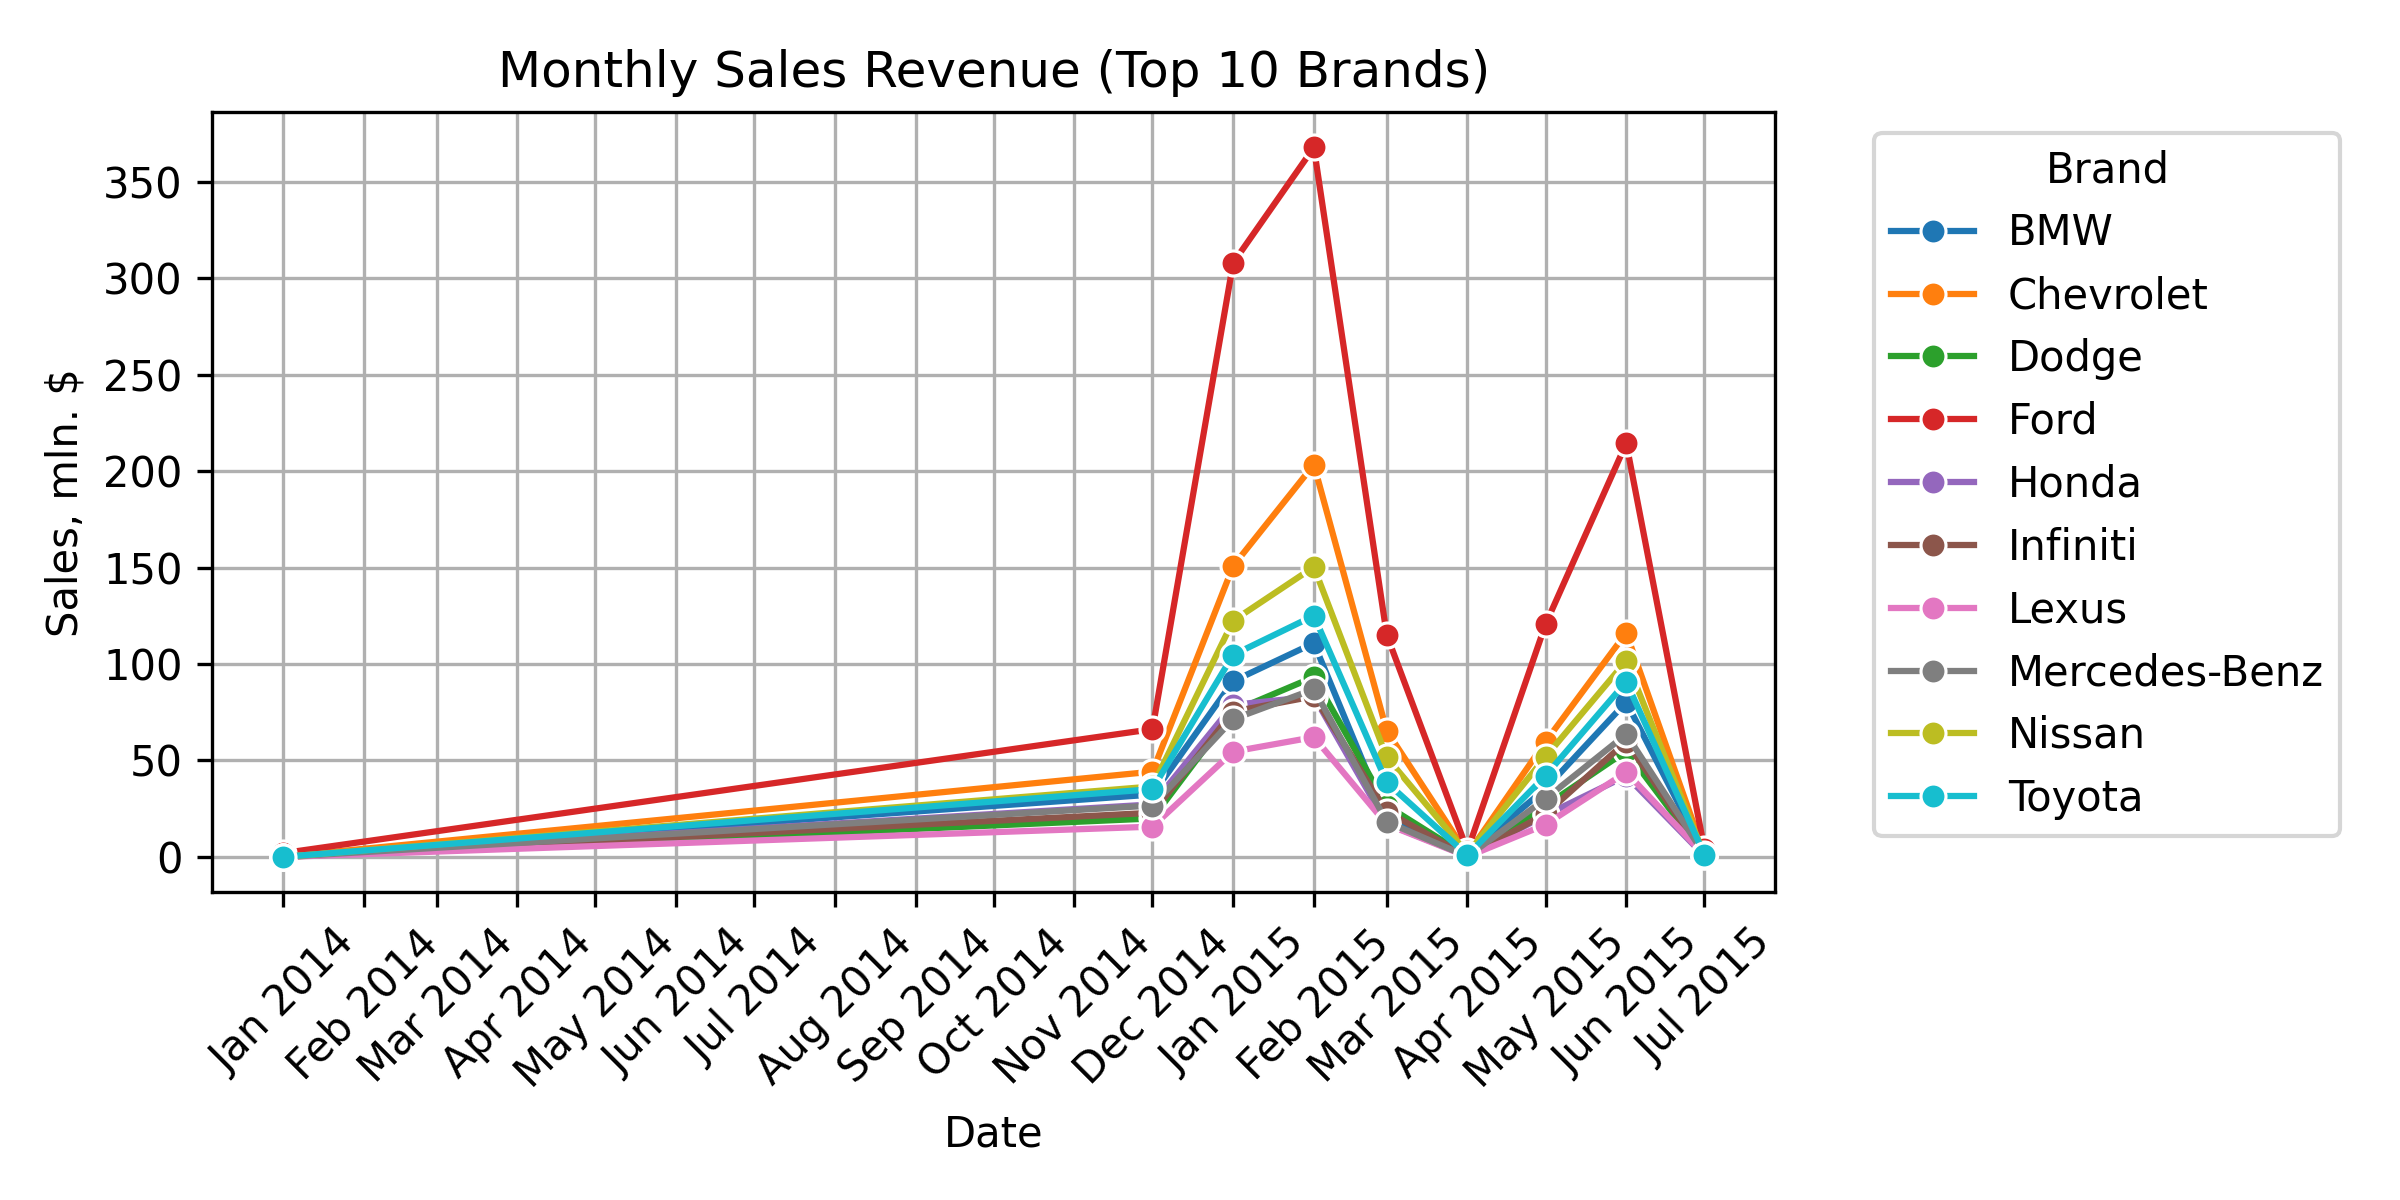 Monthly Sales Revenue (Top 10 Brands)
Sales, mln. $
350
300
250
200
150
100
50
0
Jan 2014
Feb 2014
Mar 2014
Apr 2014
May 2014
Jun 2014
Jul 2014
Aug 2014
Sep 2014
Oct 2014
Nov 2014
Dec 2014
Jan 2015
Feb 2015
Mar 2015
Apr 2015
May 2015
Jun 2015
Jul 2015
Date
Brand
BMW
Chevrolet
Dodge
Ford
Honda
Infiniti
Lexus
Mercedes-Benz
Nissan
Toyota